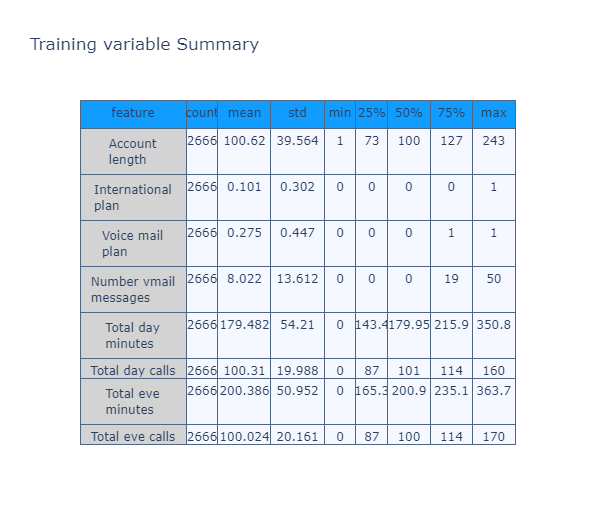 Training variable Summary
feature count mean std min 25% 50% 75% max
Account length 2666 100.62 39.564 1 73 100 127 243
International plan 2666 0.101 0.302 0 0 0 0 1
Voice mail plan 2666 0.275 0.447 0 0 0 1 1
Number vmail messages 2666 8.022 13.612 0 0 0 19 50
Total day minutes 2666 179.482 54.21 0 143.4 179.95 215.9 350.8
Total day calls 2666 100.31 19.988 0 87 101 114 160
Total eve minutes 2666 200.386 50.952 0 165.3 200.9 235.1 363.7
Total eve calls 2666 100.024 20.161 0 87 100 114 170